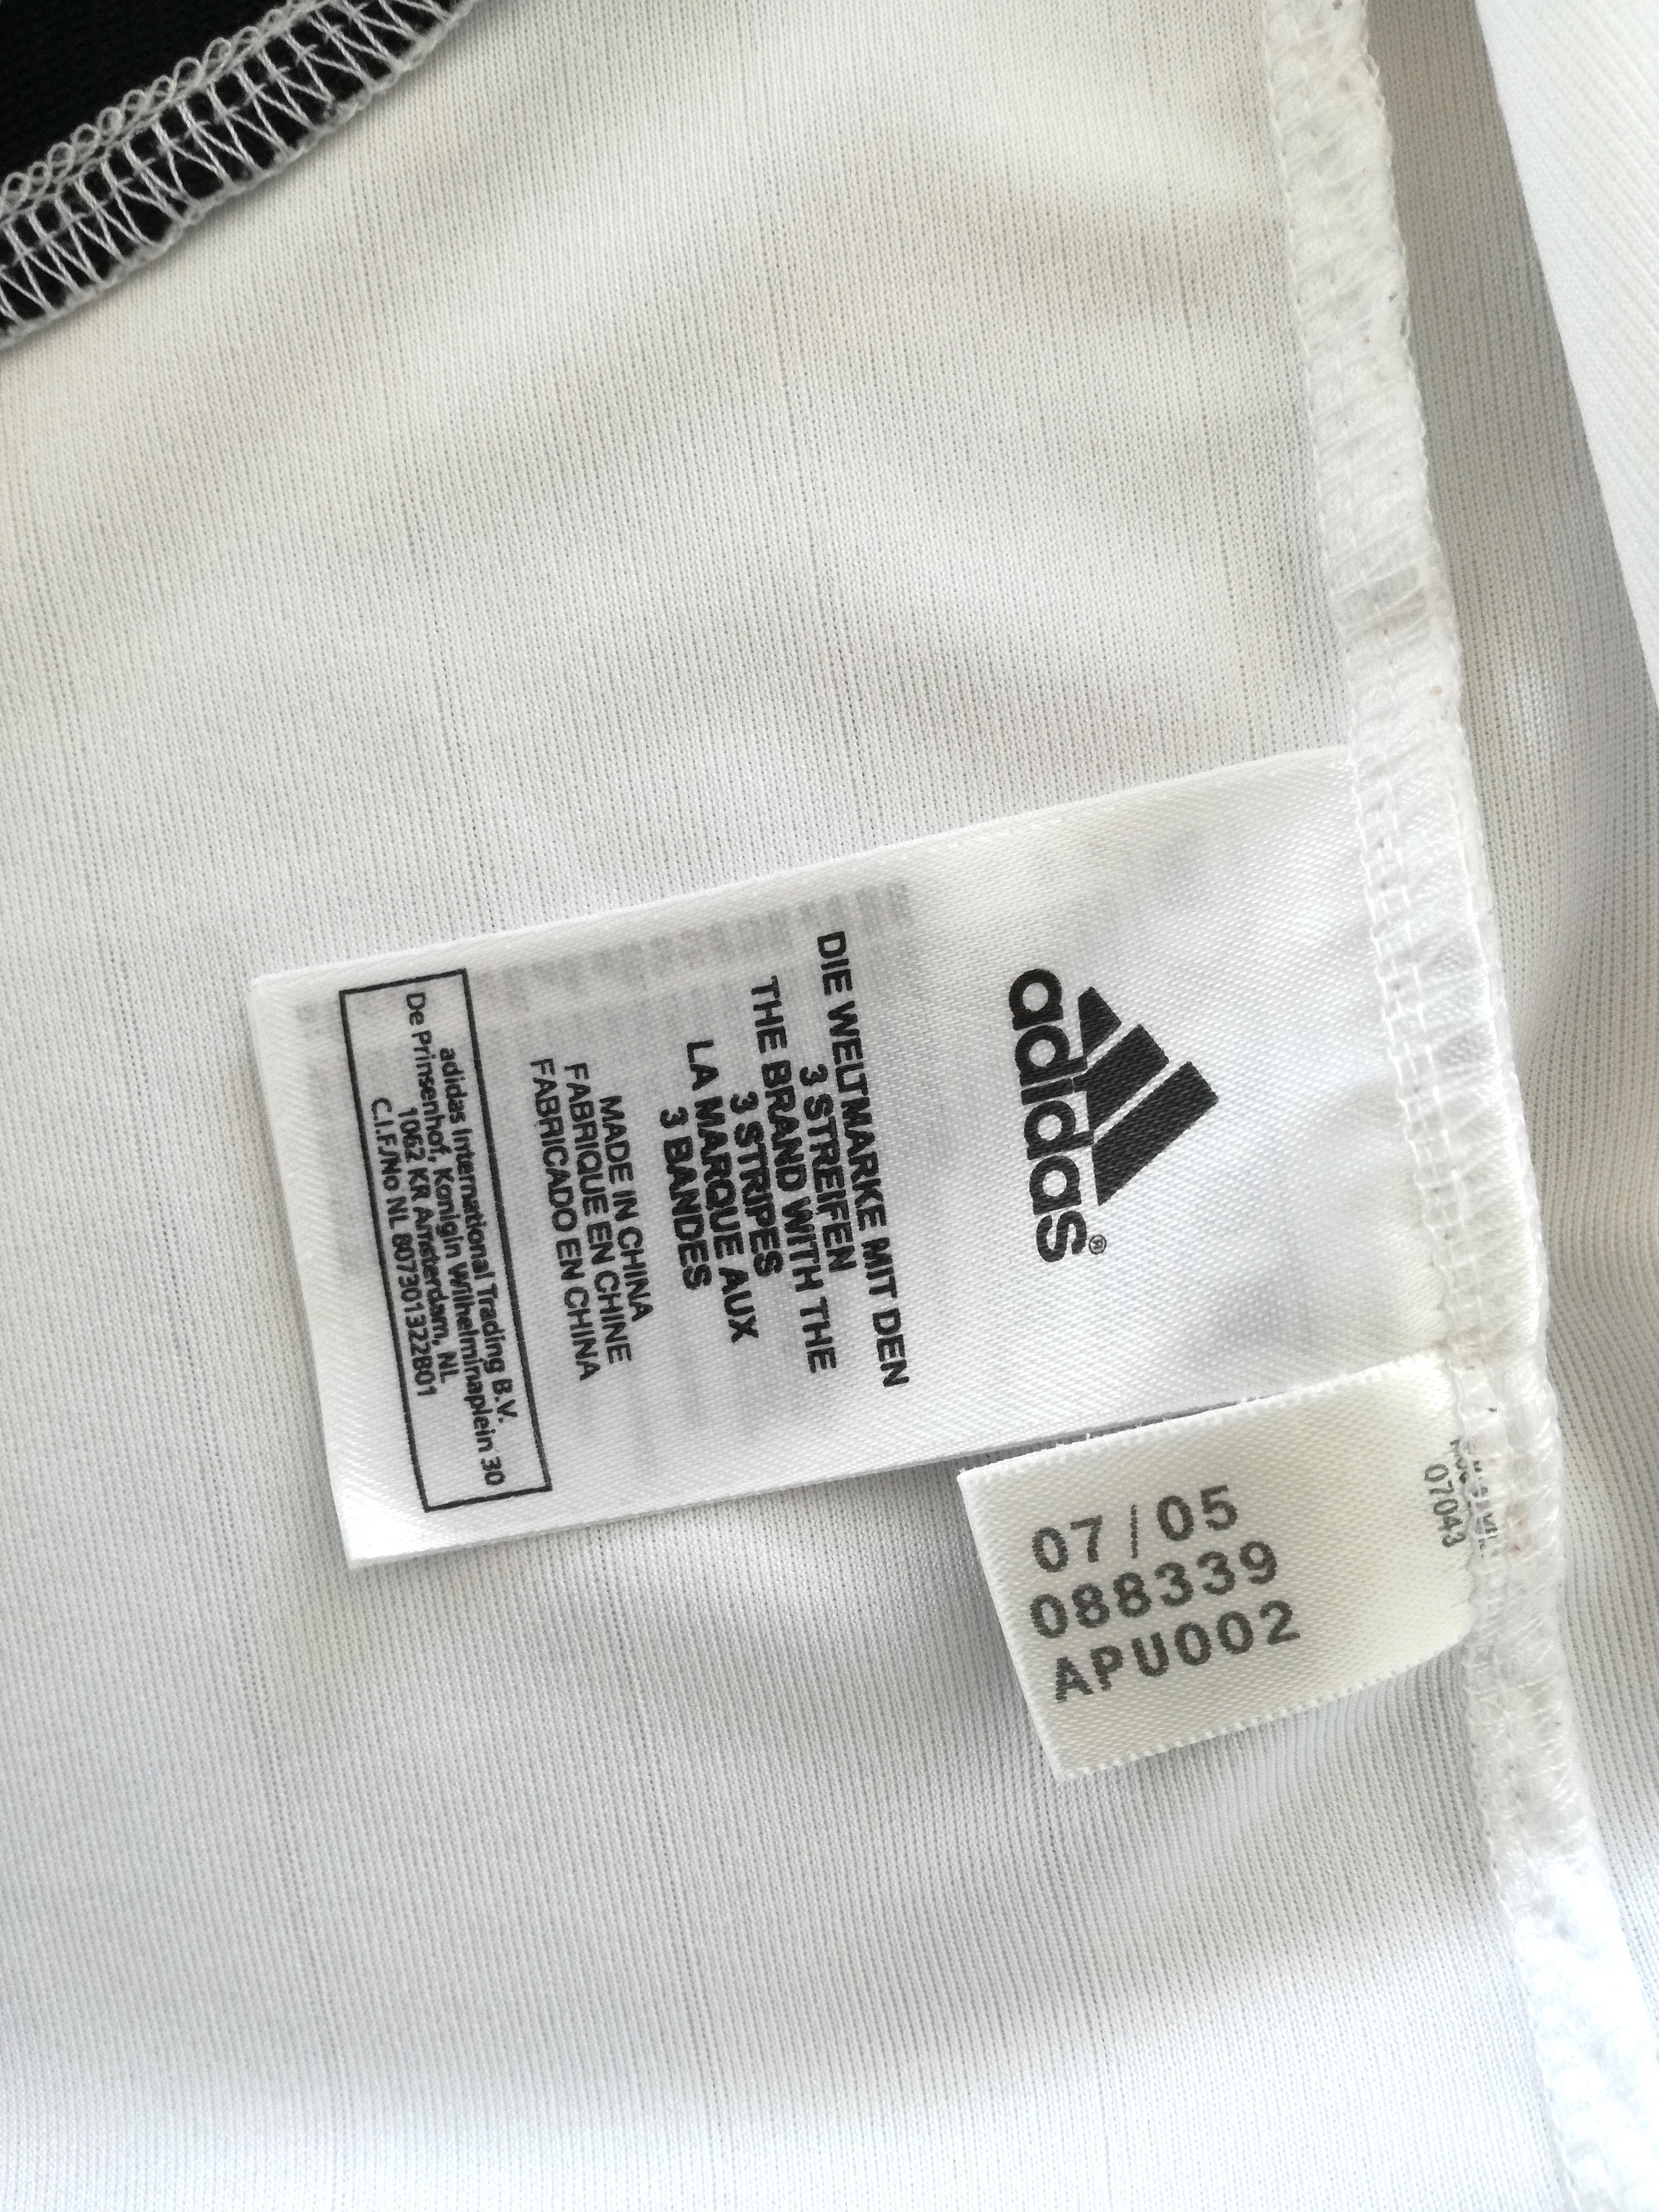 adidas®
DIE WELTMARKE MIT DEN
3 STREIFEN
THE BRAND WITH THE
3 STRIPES
LA MARQUE AUX
3 BANDES
MADE IN CHINA
FABRIQUE EN CHINE
FABRICADO EN CHINA
adidas International Trading B.V.
De Prinsenhof, Konigin Wilhelminaplein 30
1062 KR Amsterdam, NL
C.I.F./No NL 807301322B01
07/05
088339
APU002
07043